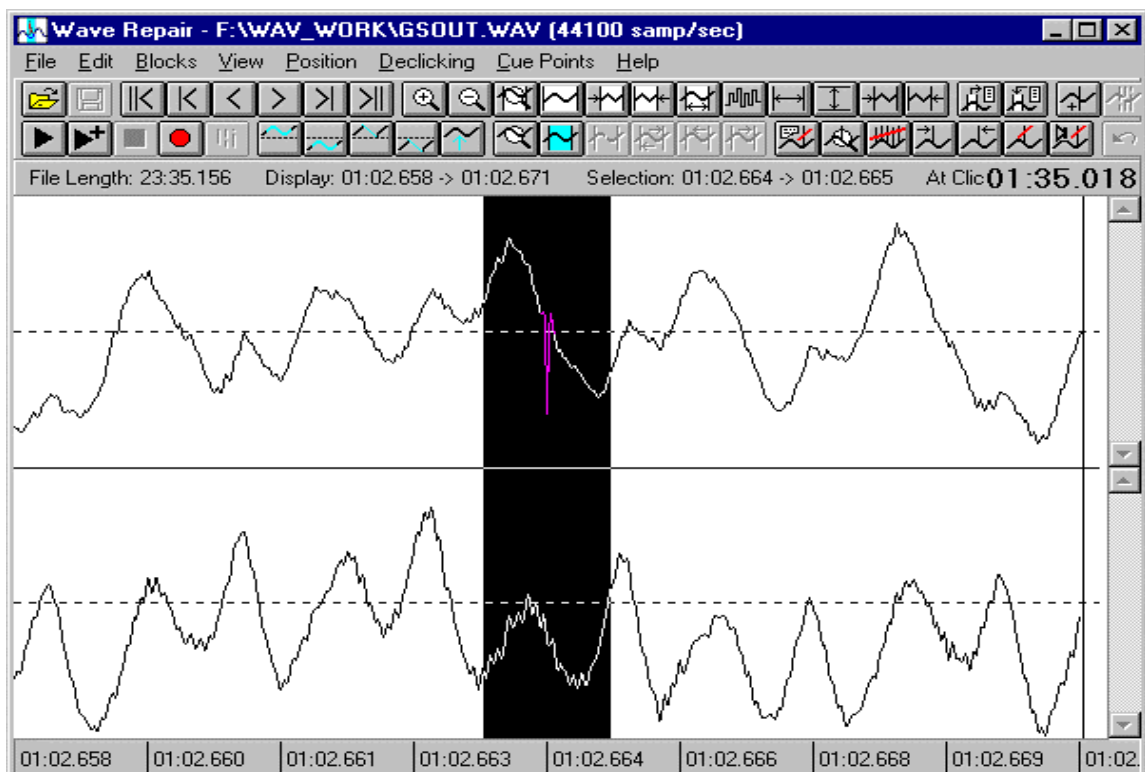 Wave Repair - F:\WAV_WORK\GSOUT.WAV (44100 samp/sec)
File Edit Blocks View Position Declicking Cue Points Help
File Length: 23:35.156 Display: 01:02.658 -> 01:02.671 Selection: 01:02.664 -> 01:02.665 At Clic 01:35.018
01:02.658 01:02.660 01:02.661 01:02.663 01:02.664 01:02.666 01:02.668 01:02.669 01:02.